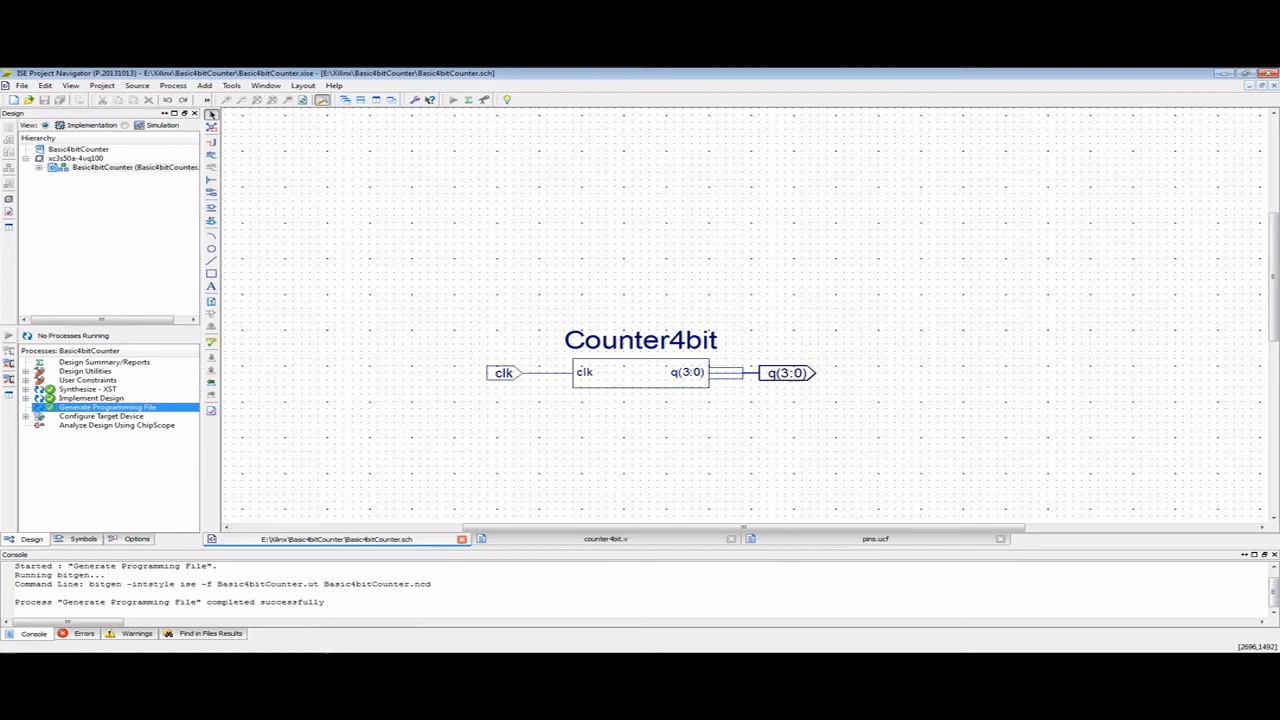 ISE Project Navigator (P.20131013) - E:\Xilinx\Basic4bitCounter\Basic4bitCounter.xise - [E:\Xilinx\Basic4bitCounter\Basic4bitCounter.sch]
File Edit View Project Source Process Add Tools Window Layout Help
Design
View: Implementation Simulation
Hierarchy
Basic4bitCounter
xc3s50a-4vq100
Basic4bitCounter (Basic4bitCounter.
Counter4bit
clk clk q(3:0) q(3:0)
No Processes Running
Processes: Basic4bitCounter
Design Summary/Reports
Design Utilities
User Constraints
Synthesize - XST
Implement Design
Generate Programming File
Configure Target Device
Analyze Design Using ChipScope
Design Symbols Options
E:\Xilinx\Basic4bitCounter\Basic4bitCounter.sch counter4bit.v pins.ucf
Console
Started : "Generate Programming File".
Running bitgen...
Command Line: bitgen -intstyle ise -f Basic4bitCounter.ut Basic4bitCounter.ncd
Process "Generate Programming File" completed successfully
Console Errors Warnings Find in Files Results
[2696,1492]